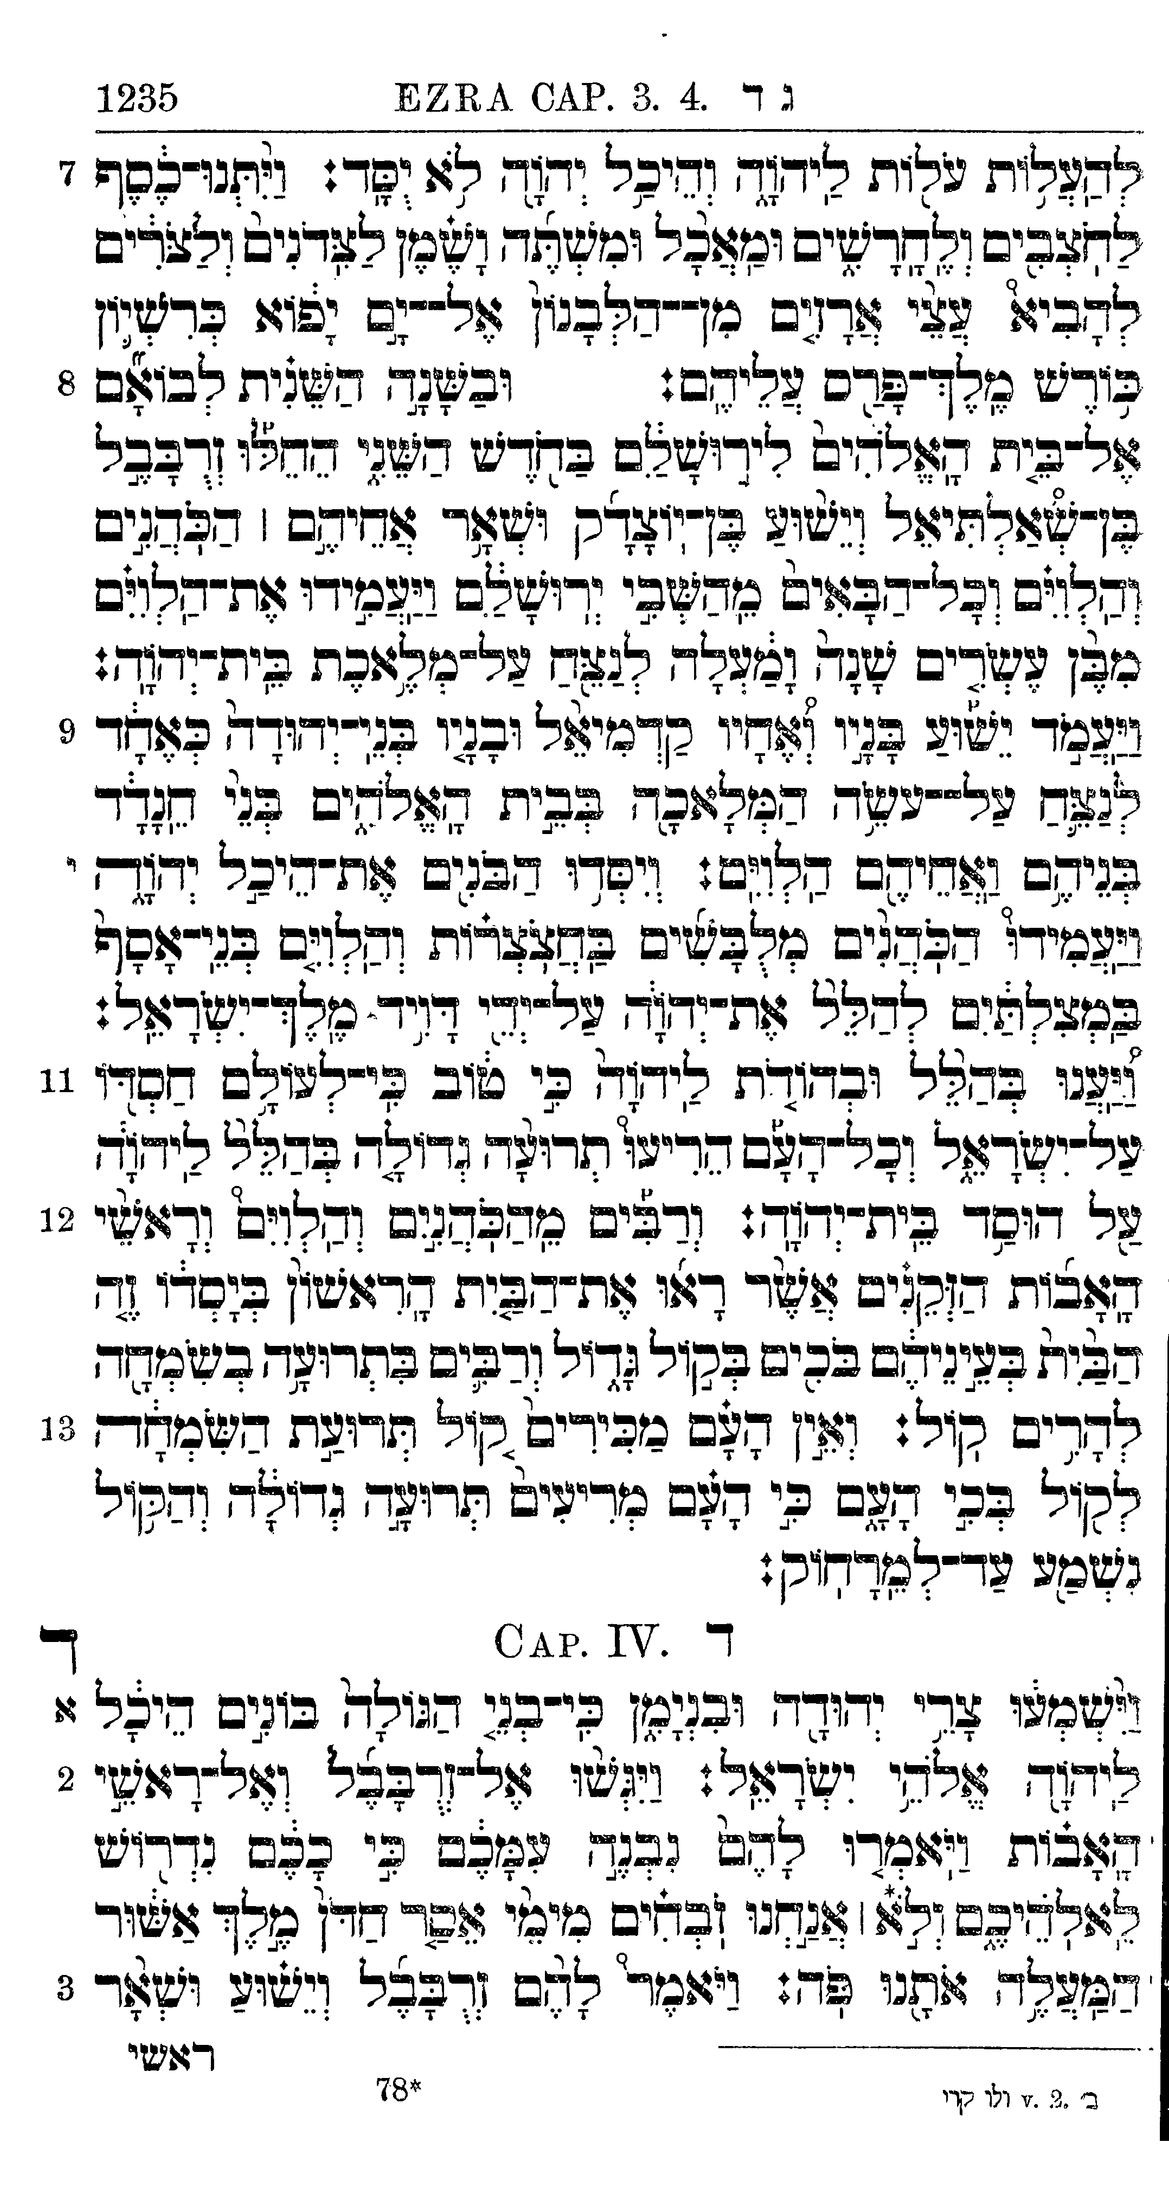 1235 EZRA CAP. 3. 4. ג ד
לְהַעֲל֥וֹת עֹל֖וֹת לַֽיהוָֹ֑ה וְהֵיכַ֥ל יְהוָֹ֖ה לֹ֥א יֻסָּֽד׃ וַיִּ֨תְּנוּ־כֶ֔סֶף 7
לַחֹֽצְבִ֖ים וְלֶחָֽרָשִׁ֑ים וּמַֽאֲכָ֨ל וּמִשְׁתֶּ֜ה וָשֶׁ֗מֶן לַצִּֽדֹנִים֙ וְלַצֹּרִ֔ים
לְהָבִיא֩ עֲצֵ֨י אֲרָזִ֤ים מִן־הַלְּבָנוֹן֙ אֶל־יָ֣ם יָפ֔וֹא כְּרִשְׁי֛וֹן
כּ֥וֹרֶשׁ מֶֽלֶךְ־פָּרַ֖ס עֲלֵיהֶֽם׃ וּבַשָּׁנָ֣ה הַשֵּׁנִ֗ית לְבוֹאָ֞ם 8
אֶל־בֵּ֤ית הָֽאֱלֹהִים֙ לִיר֣וּשָׁלַ֔͏ִם בַּחֹ֖דֶשׁ הַשֵּׁנִ֑י הֵחֵ֡לּוּ זְרֻבָּבֶ֣ל
בֶּן־שְׁ֠אַלְתִּיאֵל וְיֵשׁ֨וּעַ בֶּן־יֽוֹצָדָ֜ק וּשְׁאָ֥ר אֲחֵיהֶ֣ם ׀ הַכֹּֽהֲנִ֣ים
וְהַֽלְוִיִּ֗ם וְכָל־הַבָּאִים֙ מֵֽהַשְּׁבִ֣י יְרֽוּשָׁלַ֔͏ִם וַיַּֽעֲמִ֣ידוּ אֶת־הַֽלְוִיִּ֗ם
מִבֶּ֨ן עֶשְׂרִ֤ים שָׁנָה֙ וָמַ֔עְלָה לְנַצֵּ֖חַ עַל־מְלֶ֥אכֶת בֵּֽית־יְהוָֹֽה׃
וַיַּֽעֲמֹ֣ד יֵשׁ֡וּעַ בָּנָ֣יו וְ֠אֶחָיו קַדְמִיאֵ֨ל וּבָנָ֤יו בְּנֵֽי־יְהוּדָה֙ כְּאֶחָ֔ד 9
לְנַצֵּ֛חַ עַל־עֹשֵׂ֥ה הַמְּלָאכָ֖ה בְּבֵ֣ית הָֽאֱלֹהִ֑ים בְּנֵי֙ חֵֽנָדָ֔ד
בְּנֵיהֶ֥ם וַֽאֲחֵיהֶ֖ם הַֽלְוִיִּֽם׃ וְיִסְּד֥וּ הַבֹּנִ֖ים אֶת־הֵיכַ֣ל יְהוָֹ֑ה י
וַיַּֽעֲמִידוּ֩ הַכֹּֽהֲנִ֨ים מְלֻבָּשִׁ֜ים בַּֽחֲצֹֽצְר֗וֹת וְהַֽלְוִיִּ֤ם בְּנֵֽי־אָסָף֙
בַּֽמְצִלְתַּ֔יִם לְהַלֵּל֙ אֶת־יְהוָֹ֔ה עַל־יְדֵ֖י דָּוִ֥יד מֶֽלֶךְ־יִשְׂרָאֵֽל׃
וַ֠יַּֽעֲנוּ בְּהַלֵּ֨ל וּבְהוֹדֹ֤ת לַֽיהוָֹה֙ כִּ֣י ט֔וֹב כִּֽי־לְעוֹלָ֥ם חַסְדּ֖וֹ 11
עַל־יִשְׂרָאֵ֑ל וְכָל־הָעָ֡ם הֵרִיעוּ֩ תְרוּעָ֨ה גְדוֹלָ֤ה בְהַלֵּל֙ לַֽיהוָֹ֔ה
עַ֖ל הוּסַ֥ד בֵּֽית־יְהוָֹֽה׃ וְרַבִּ֡ים מֵֽהַכֹּֽהֲנִ֣ים וְהַֽלְוִיִּם֩ וְרָאשֵׁ֨י 12
הָֽאָב֜וֹת הַזְּקֵנִ֗ים אֲשֶׁ֨ר רָא֜וּ אֶת־הַבַּ֤יִת הָֽרִאשׁוֹן֙ בְּיָסְד֔וֹ זֶ֤ה
הַבַּ֨יִת֙ בְּעֵ֣ינֵיהֶ֔ם בֹּכִ֖ים בְּק֣וֹל גָּד֑וֹל וְרַבִּ֛ים בִּתְרוּעָ֥ה בְשִׂמְחָ֖ה
לְהָרִ֥ים קֽוֹל׃ וְאֵ֣ין הָעָ֗ם מַכִּירִים֙ ק֚וֹל תְּרוּעַ֣ת הַשִּׂמְחָ֔ה 13
לְק֖וֹל בְּכִ֣י הָעָ֑ם כִּ֣י הָעָ֗ם מְרִיעִים֙ תְּרוּעָ֣ה גְדוֹלָ֔ה וְהַקּ֥וֹל
נִשְׁמַ֖ע עַד־לְמֵֽרָחֽוֹק׃
ד CAP. IV. ד
וַֽיִּשְׁמְע֔וּ צָרֵ֥י יְהוּדָ֖ה וּבִנְיָמִ֑ן כִּֽי־בְנֵ֤י הַגּוֹלָה֙ בּוֹנִ֣ים הֵיכָ֔ל א
לַֽיהוָֹ֖ה אֱלֹהֵ֥י יִשְׂרָאֵֽל׃ וַיִּגְּשׁ֨וּ אֶל־זְרֻבָּבֶ֜ל וְאֶל־רָאשֵׁ֣י 2
הָֽאָב֗וֹת וַיֹּֽאמְר֤וּ לָהֶם֙ נִבְנֶ֣ה עִמָּכֶ֔ם כִּ֣י כָכֶ֔ם נִדְר֖וֹשׁ
לֵֽאלֹֽהֵיכֶ֑ם וְלֹ֣א* ׀ אֲנַ֣חְנוּ זֹֽבְחִ֗ים מִימֵי֙ אֵסַ֤ר חַדֹּן֙ מֶ֣לֶךְ אַשּׁ֔וּר
הַמַּֽעֲלֶ֥ה אֹתָ֖נוּ פֹּֽה׃ וַיֹּאמֶר֩ לָהֶ֨ם זְרֻבָּבֶ֜ל וְיֵשׁ֗וּעַ וּשְׁאָ֨ר 3
ראשי
78*
ב׳ v. 2. ולו קרי